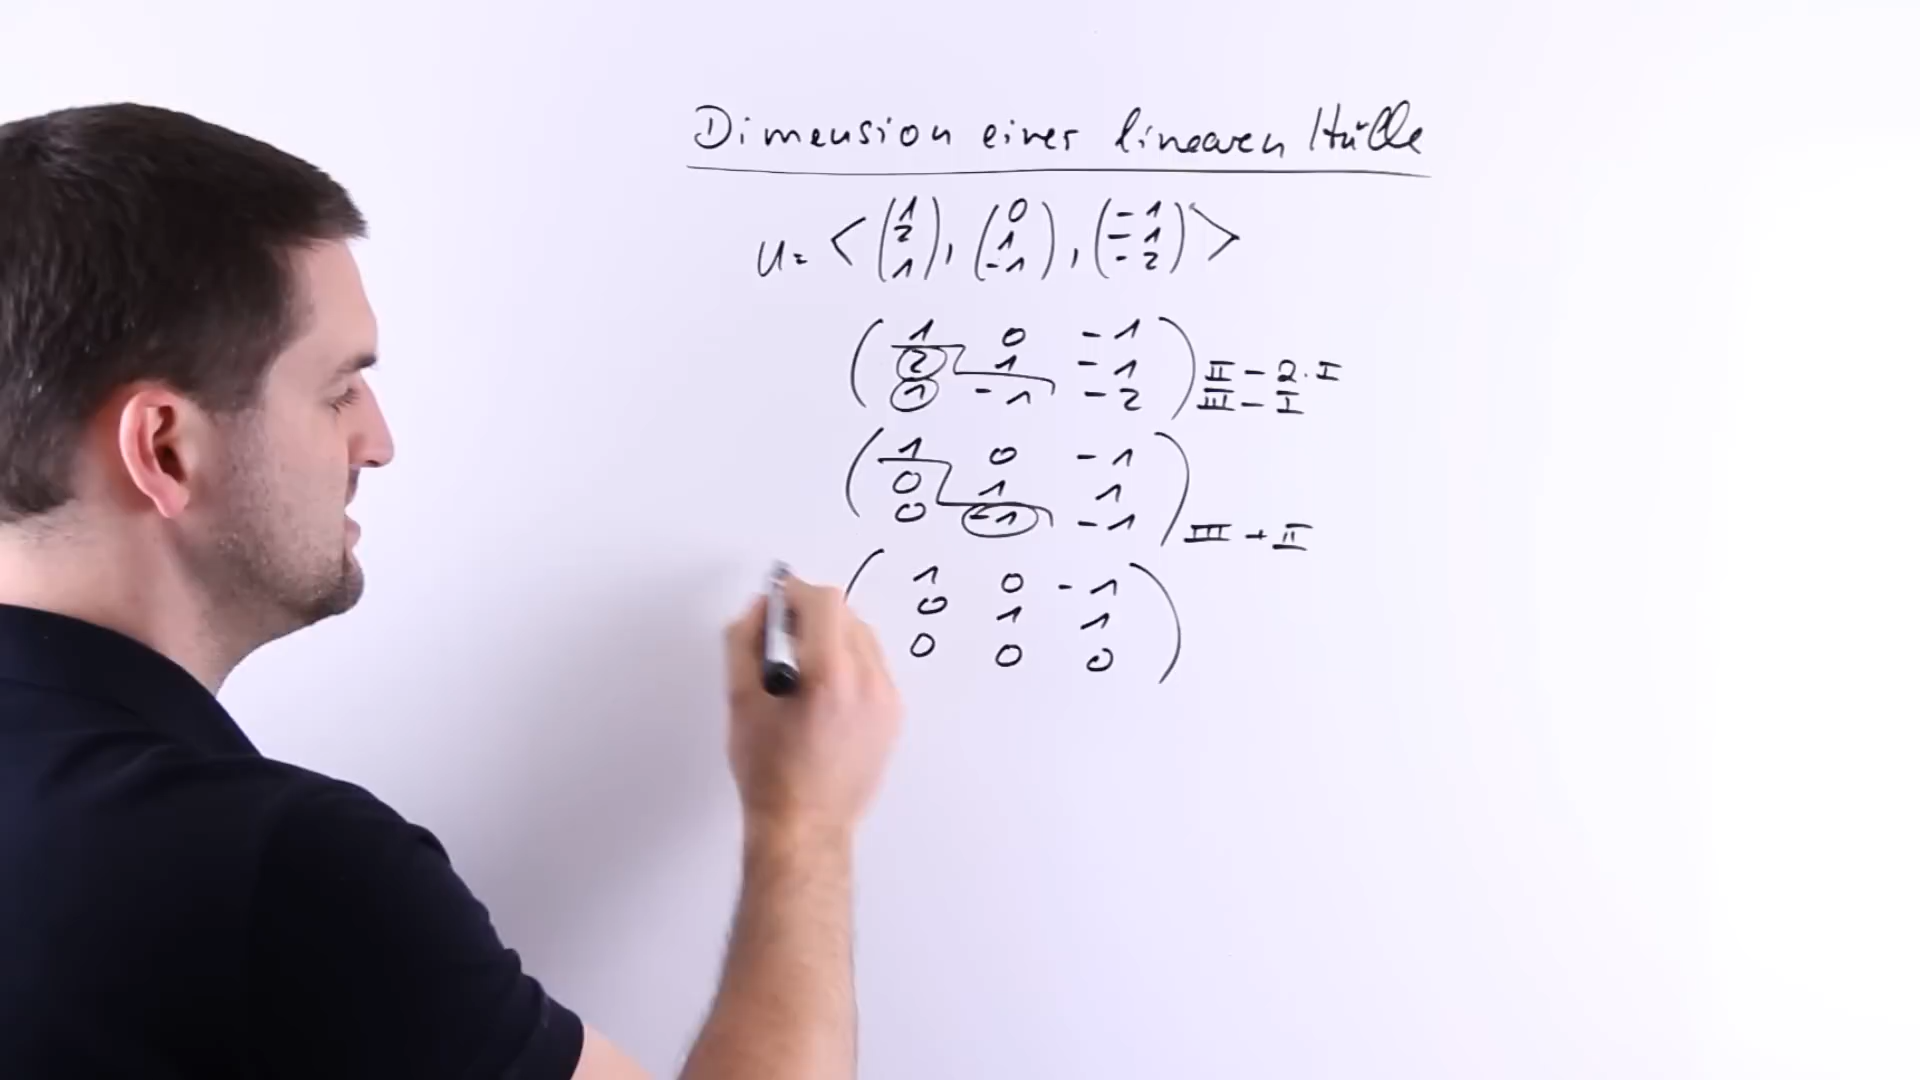 Dimension einer linearen Hülle
U = < (1 2 1), (0 1 -1), (-1 -1 -2) >
( 1 0 -1
2 1 -1 II - 2·I
1 -1 -2 ) III - I
( 1 0 -1
0 1 1
0 -1 -1 ) III + II
( 1 0 -1
0 1 1
0 0 0 )